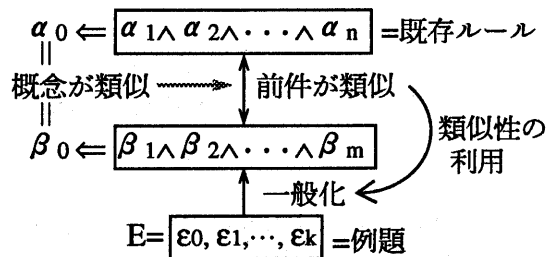 α0 ⇐ α1∧ α2∧・・・∧ αn =既存ルール
概念が類似 前件が類似
類似性の
利用
β0 ⇐ β1∧ β2∧・・・∧ βm
一般化
E= ε0, ε1,…, εk =例題